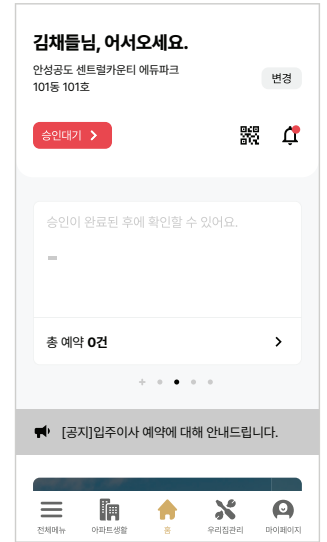 김채들님, 어서오세요.
안성공도 센트럴카운티 에듀파크
101동 101호
변경
승인대기
승인이 완료된 후에 확인할 수 있어요.
총 예약 0건
[공지]입주이사 예약에 대해 안내드립니다.
전체메뉴
아파트생활
홈
우리집관리
마이페이지